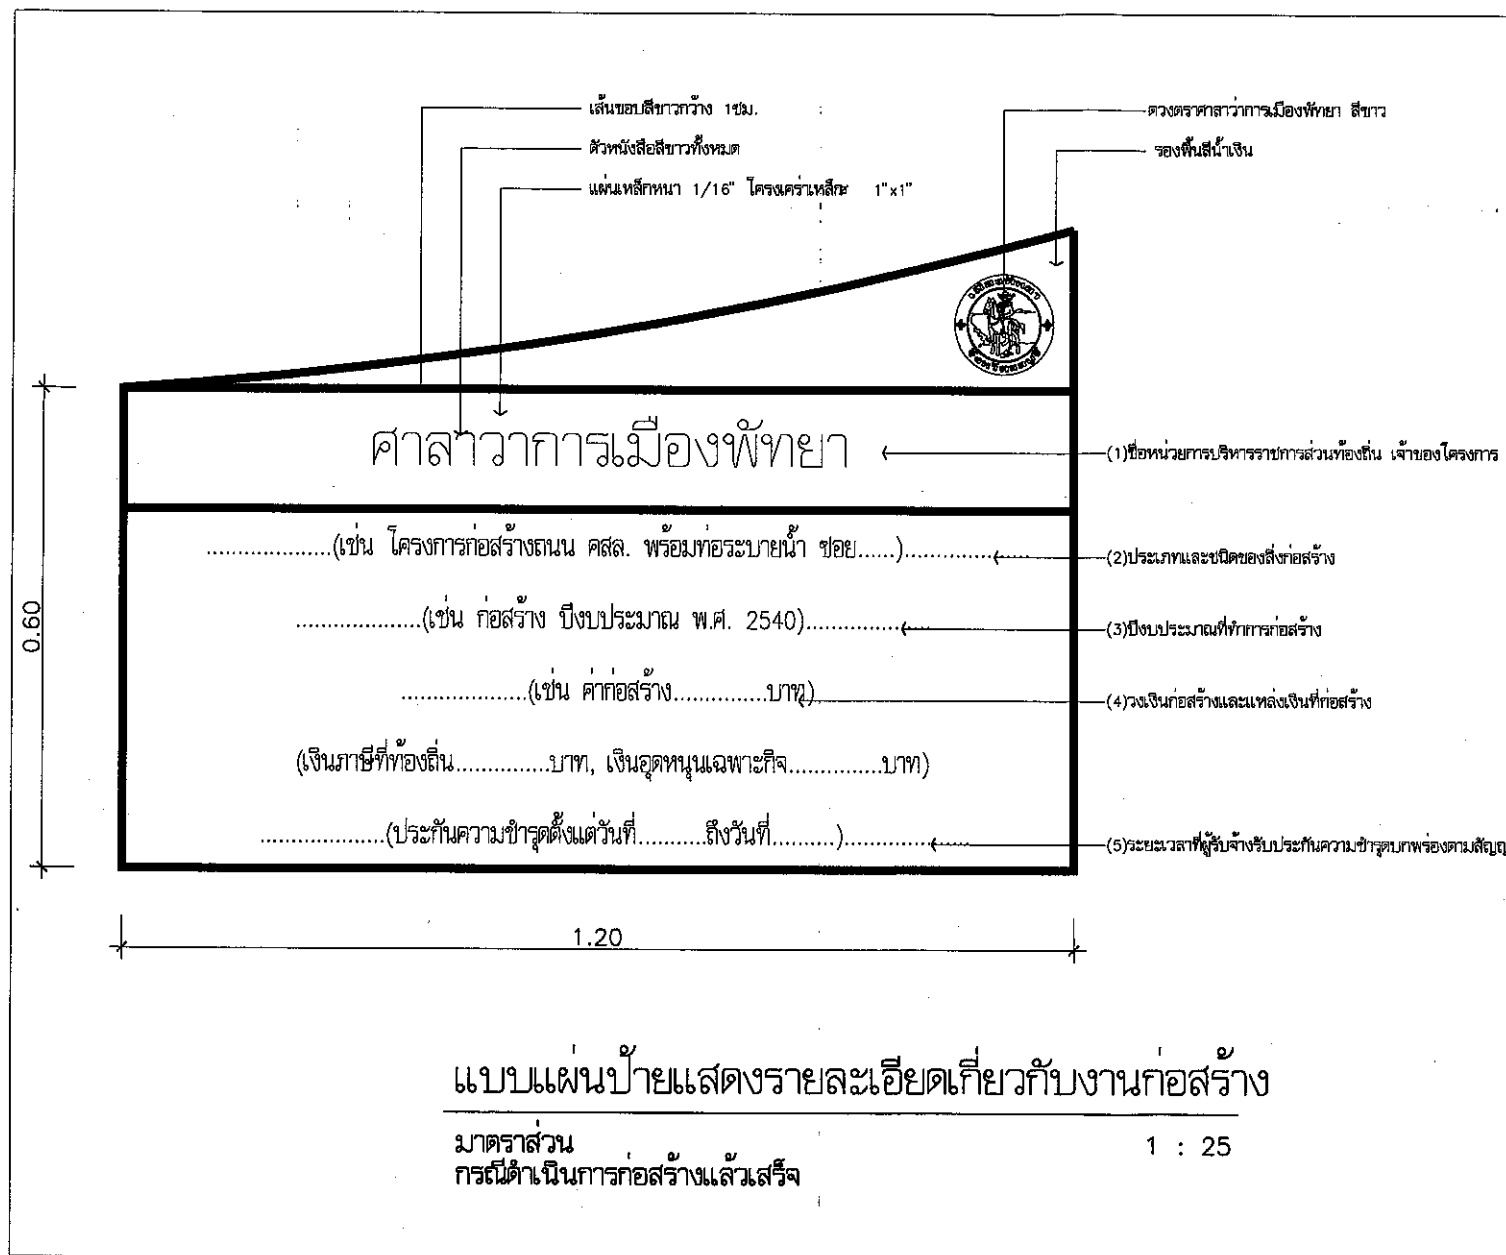 เส้นขอบสีขาวกว้าง 1ซม.
ตัวหนังสือสีขาวทั้งหมด
แผ่นเหล็กหนา 1/16" โครงเคร่าเหล็ก 1"x1"
ดวงตราศาลาว่าการเมืองพัทยา สีขาว
รองพื้นสีน้ำเงิน
ศาลาว่าการเมืองพัทยา
(1)ชื่อหน่วยการบริหารราชการส่วนท้องถิ่น เจ้าของโครงการ
....................(เช่น โครงการก่อสร้างถนน คสล. พร้อมท่อระบายน้ำ ซอย......)....................
(2)ประเภทและชนิดของสิ่งก่อสร้าง
....................(เช่น ก่อสร้าง ปีงบประมาณ พ.ศ. 2540)....................
(3)ปีงบประมาณที่ทำการก่อสร้าง
....................(เช่น ค่าก่อสร้าง...............บาท)
(4)วงเงินก่อสร้างและแหล่งเงินที่ก่อสร้าง
(เงินภาษีที่ท้องถิ่น...............บาท, เงินอุดหนุนเฉพาะกิจ...............บาท)
....................(ประกันความชำรุดตั้งแต่วันที่...........ถึงวันที่..........)....................
(5)ระยะเวลาที่ผู้รับจ้างรับประกันความชำรุดบกพร่องตามสัญญ
0.60
1.20
แบบแผ่นป้ายแสดงรายละเอียดเกี่ยวกับงานก่อสร้าง
มาตราส่วน 1 : 25
กรณีดำเนินการก่อสร้างแล้วเสร็จ